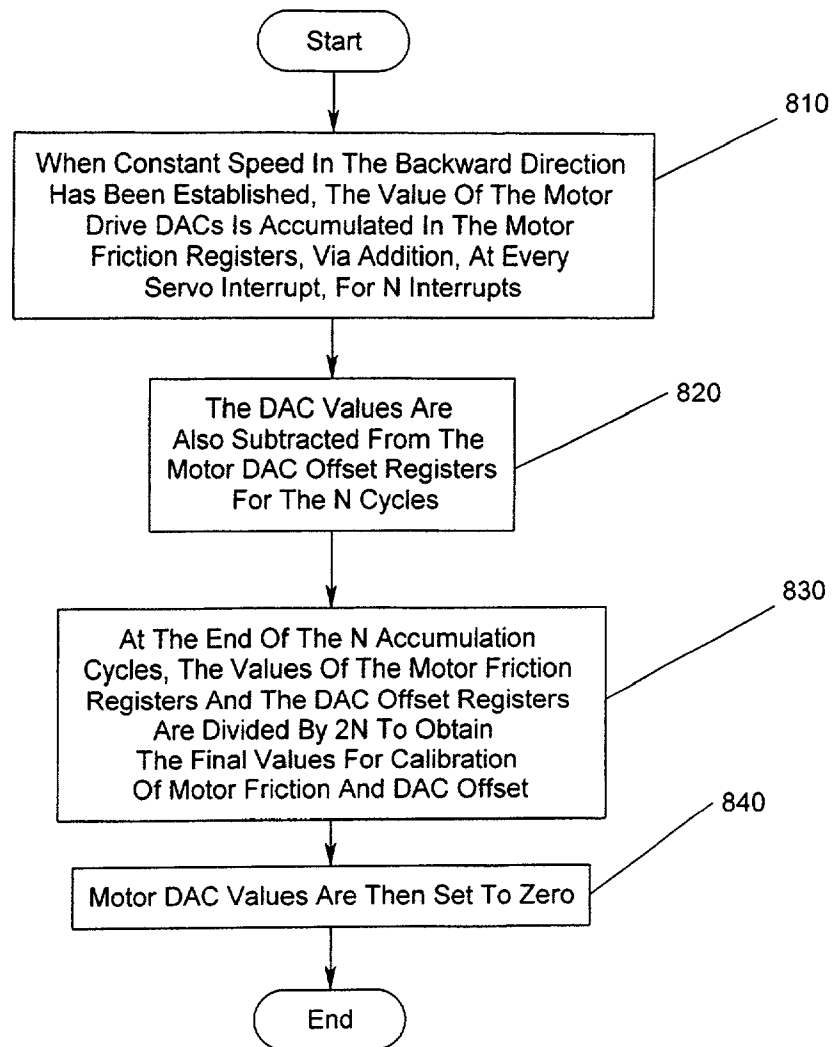 Start
810
When Constant Speed In The Backward Direction
Has Been Established, The Value Of The Motor
Drive DACs Is Accumulated In The Motor
Friction Registers, Via Addition, At Every
Servo Interrupt, For N Interrupts
820
The DAC Values Are
Also Subtracted From The
Motor DAC Offset Registers
For The N Cycles
830
At The End Of The N Accumulation
Cycles, The Values Of The Motor Friction
Registers And The DAC Offset Registers
Are Divided By 2N To Obtain
The Final Values For Calibration
Of Motor Friction And DAC Offset
840
Motor DAC Values Are Then Set To Zero
End